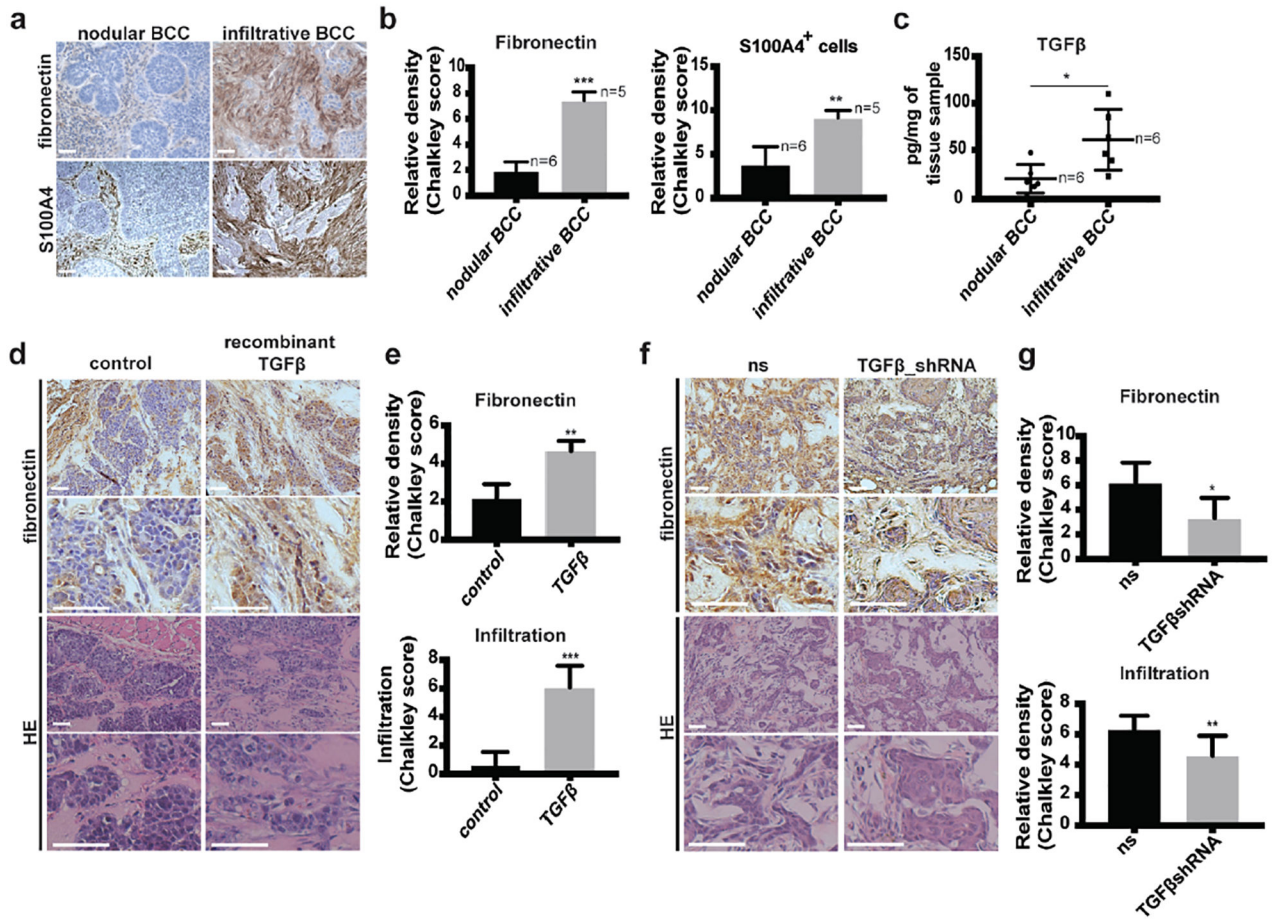 a
nodular BCC
infiltrative BCC
fibronectin
S100A4
b
Fibronectin
Relative density
(Chalkley score)
10
8
6
4
2
0
***
n=5
n=6
nodular BCC
infiltrative BCC
S100A4+ cells
Relative density
(Chalkley score)
15
10
5
0
**
n=5
n=6
nodular BCC
infiltrative BCC
c
TGFβ
pg/mg of
tissue sample
150
100
50
0
*
n=6
n=6
nodular BCC
infiltrative BCC
d
control
recombinant
TGFβ
fibronectin
HE
e
Fibronectin
Relative density
(Chalkley score)
6
4
2
0
**
control
TGFβ
Infiltration
Infiltration
(Chalkley score)
8
6
4
2
0
***
control
TGFβ
f
ns
TGFβ_shRNA
fibronectin
HE
g
Fibronectin
Relative density
(Chalkley score)
10
8
6
4
2
0
*
ns
TGFβshRNA
Infiltration
Relative density
(Chalkley score)
8
6
4
2
0
**
ns
TGFβshRNA